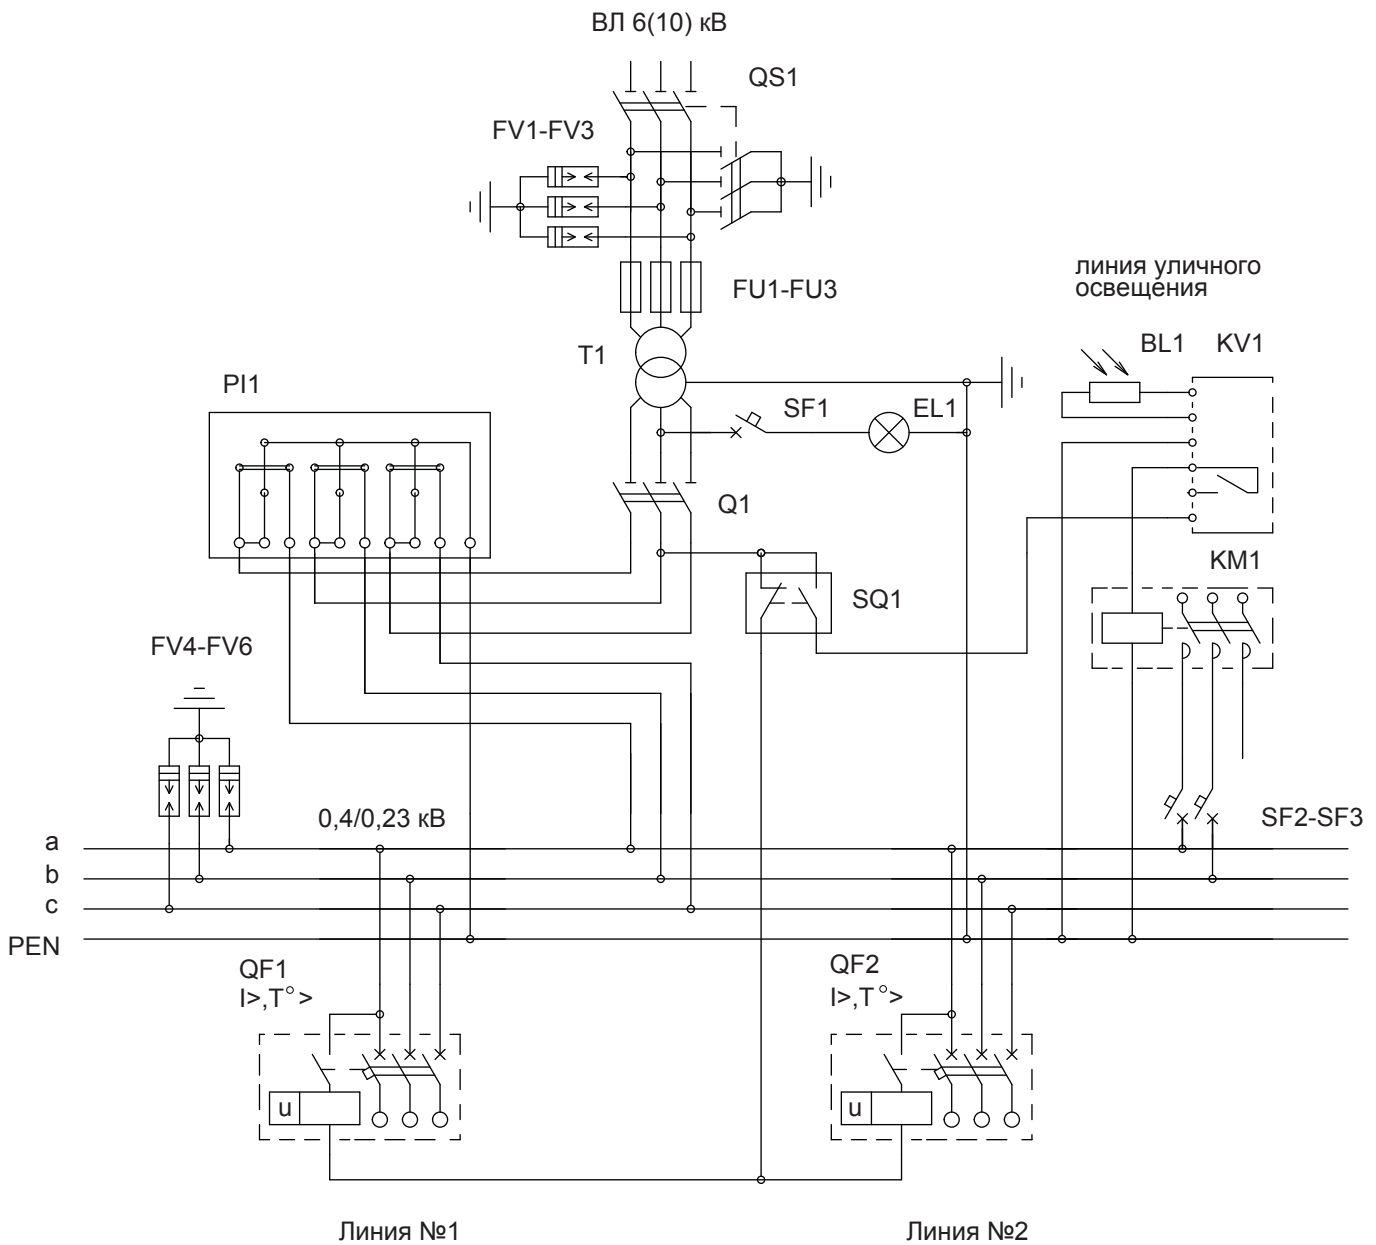 ВЛ 6(10) кВ
QS1
FV1-FV3
FU1-FU3
линия уличного
освещения
T1
BL1
KV1
PI1
SF1
EL1
Q1
KM1
SQ1
FV4-FV6
0,4/0,23 кВ
SF2-SF3
a
b
c
PEN
QF1
I>,T°>
QF2
I>,T°>
u
u
Линия №1
Линия №2